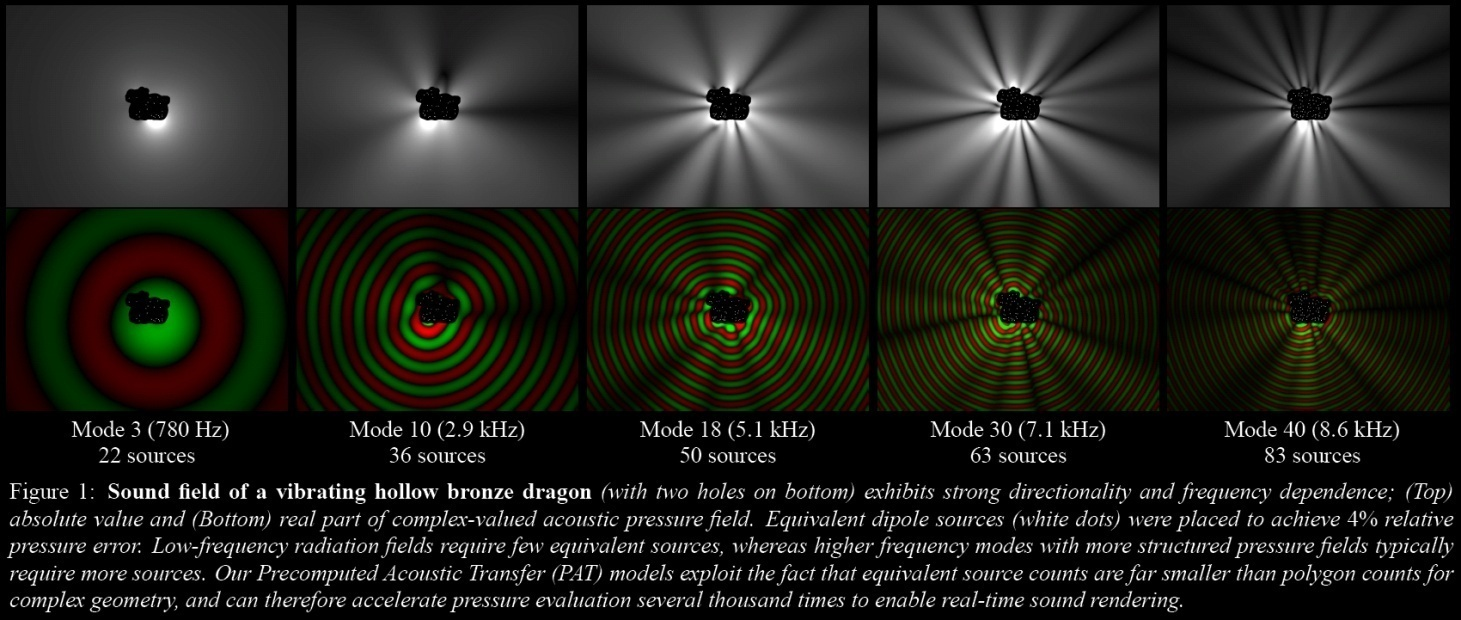 Mode 3 (780 Hz)
22 sources
Mode 10 (2.9 kHz)
36 sources
Mode 18 (5.1 kHz)
50 sources
Mode 30 (7.1 kHz)
63 sources
Mode 40 (8.6 kHz)
83 sources
Figure 1: Sound field of a vibrating hollow bronze dragon (with two holes on bottom) exhibits strong directionality and frequency dependence; (Top)
absolute value and (Bottom) real part of complex-valued acoustic pressure field. Equivalent dipole sources (white dots) were placed to achieve 4% relative
pressure error. Low-frequency radiation fields require few equivalent sources, whereas higher frequency modes with more structured pressure fields typically
require more sources. Our Precomputed Acoustic Transfer (PAT) models exploit the fact that equivalent source counts are far smaller than polygon counts for
complex geometry, and can therefore accelerate pressure evaluation several thousand times to enable real-time sound rendering.